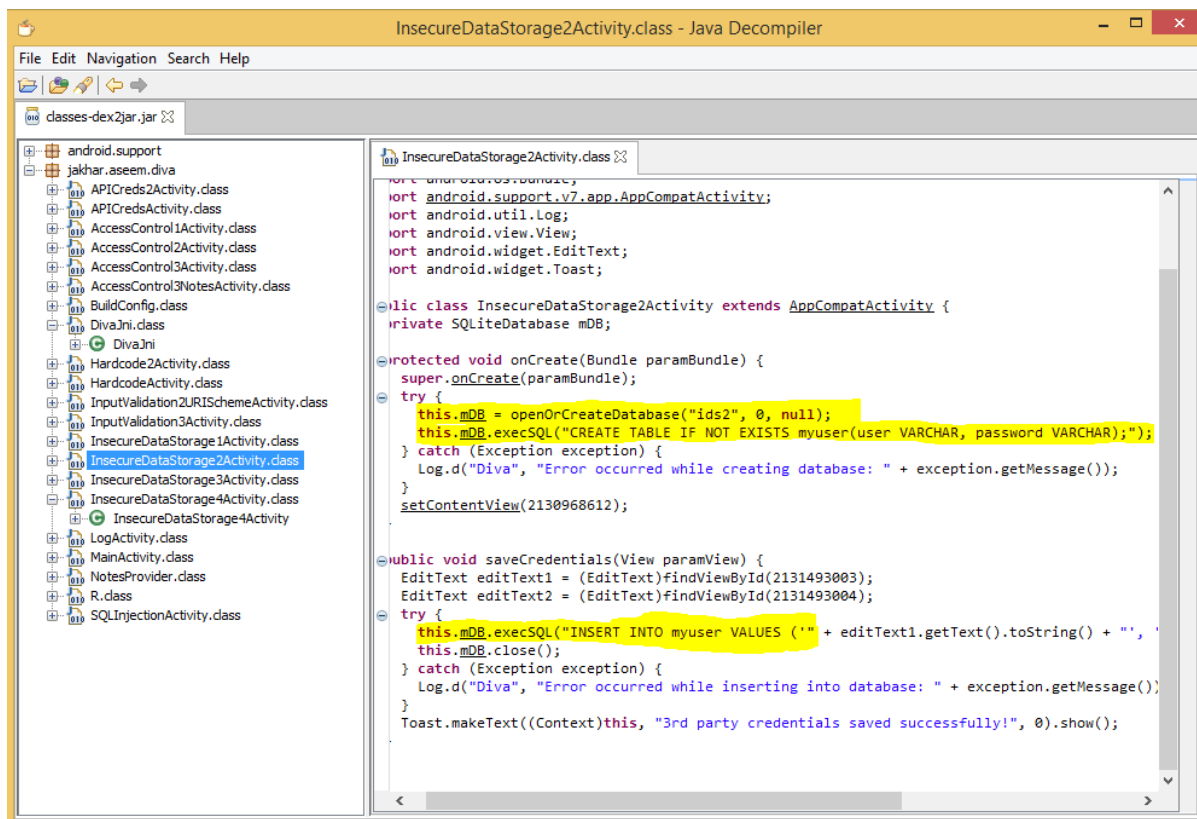 InsecureDataStorage2Activity.class - Java Decompiler
File Edit Navigation Search Help
classes-dex2jar.jar
android.support
jakhar.aseem.diva
APICreds2Activity.class
APICredsActivity.class
AccessControl1Activity.class
AccessControl2Activity.class
AccessControl3Activity.class
AccessControl3NotesActivity.class
BuildConfig.class
DivaJni.class
DivaJni
Hardcode2Activity.class
HardcodeActivity.class
InputValidation2URISchemeActivity.class
InputValidation3Activity.class
InsecureDataStorage1Activity.class
InsecureDataStorage2Activity.class
InsecureDataStorage3Activity.class
InsecureDataStorage4Activity.class
InsecureDataStorage4Activity
LogActivity.class
MainActivity.class
NotesProvider.class
R.class
SQLInjectionActivity.class
InsecureDataStorage2Activity.class
ort android.os.Bundle;
ort android.support.v7.app.AppCompatActivity;
ort android.util.Log;
ort android.view.View;
ort android.widget.EditText;
ort android.widget.Toast;
lic class InsecureDataStorage2Activity extends AppCompatActivity {
rivate SQLiteDatabase mDB;
rotected void onCreate(Bundle paramBundle) {
super.onCreate(paramBundle);
try {
this.mDB = openOrCreateDatabase("ids2", 0, null);
this.mDB.execSQL("CREATE TABLE IF NOT EXISTS myuser(user VARCHAR, password VARCHAR);");
} catch (Exception exception) {
Log.d("Diva", "Error occurred while creating database: " + exception.getMessage());
}
setContentView(2130968612);
ublic void saveCredentials(View paramView) {
EditText editText1 = (EditText)findViewById(2131493003);
EditText editText2 = (EditText)findViewById(2131493004);
try {
this.mDB.execSQL("INSERT INTO myuser VALUES ('" + editText1.getText().toString() + "', '
this.mDB.close();
} catch (Exception exception) {
Log.d("Diva", "Error occurred while inserting into database: " + exception.getMessage())
}
Toast.makeText((Context)this, "3rd party credentials saved successfully!", 0).show();